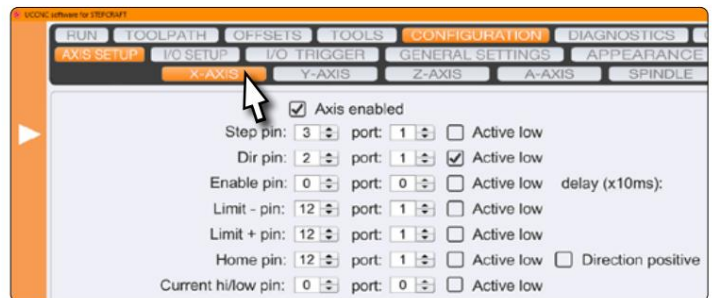 UCCNC software for STEPCRAFT
RUN TOOLPATH OFFSETS TOOLS CONFIGURATION DIAGNOSTICS
AXIS SETUP I/O SETUP I/O TRIGGER GENERAL SETTINGS APPEARANCE
X-AXIS Y-AXIS Z-AXIS A-AXIS SPINDLE
Axis enabled
Step pin: 3 port: 1 Active low
Dir pin: 2 port: 1 Active low
Enable pin: 0 port: 0 Active low delay (x10ms):
Limit - pin: 12 port: 1 Active low
Limit + pin: 12 port: 1 Active low
Home pin: 12 port: 1 Active low Direction positive
Current hi/low pin: 0 port: 0 Active low